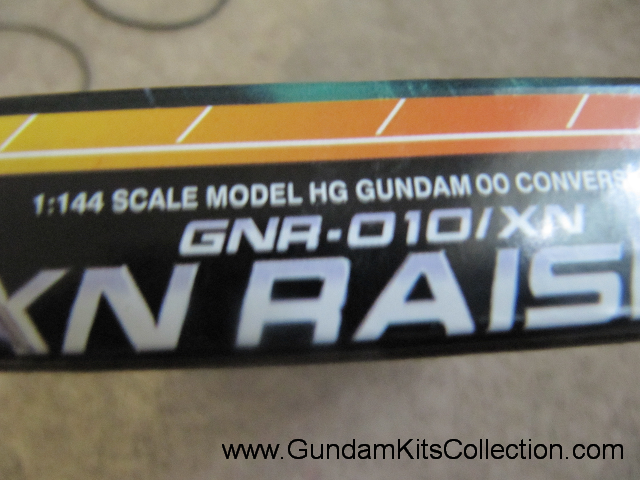 1:144 SCALE MODEL HG GUNDAM 00 CONVERS
GNR-010/XN
XN RAIS
www.GundamKitsCollection.com